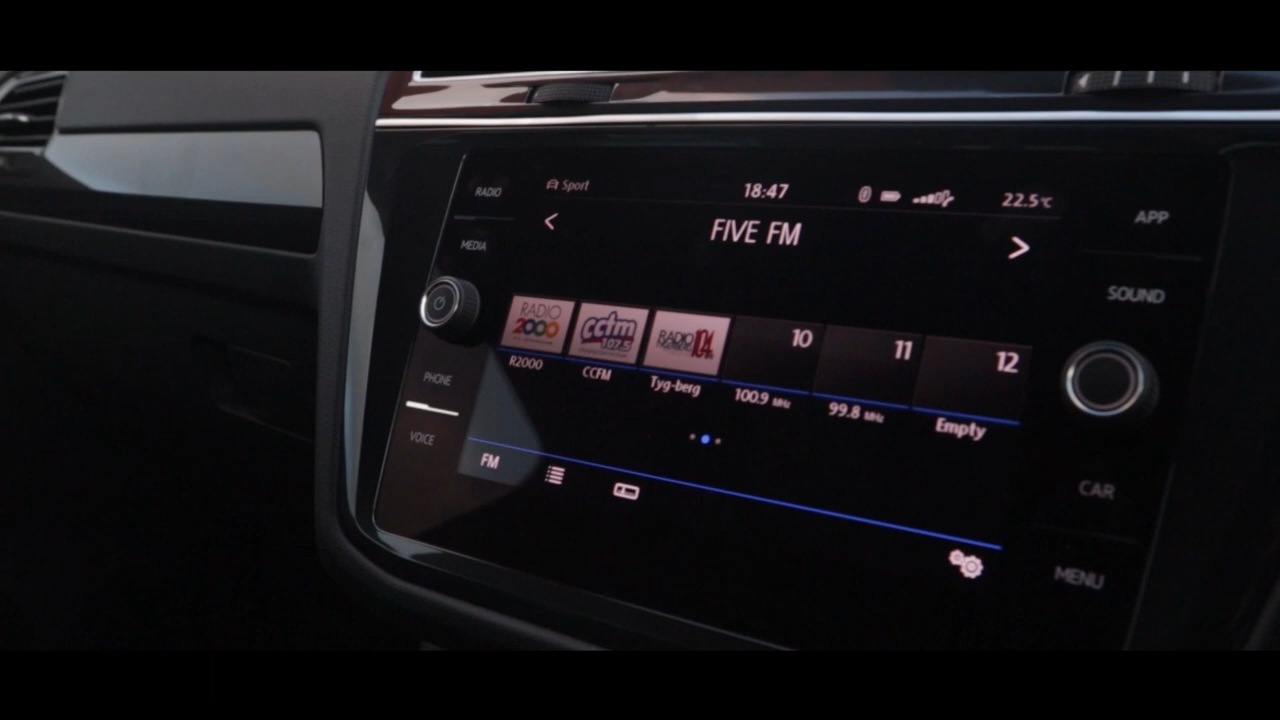 RADIO
Sport
18:47
22.5°C
APP
MEDIA
FIVE FM
SOUND
RADIO
2000
ccfm
107.5
RADIO
104
10
11
12
R2000
CCFM
Tyg-berg
100.9 MHz
99.8 MHz
Empty
PHONE
VOICE
FM
CAR
MENU